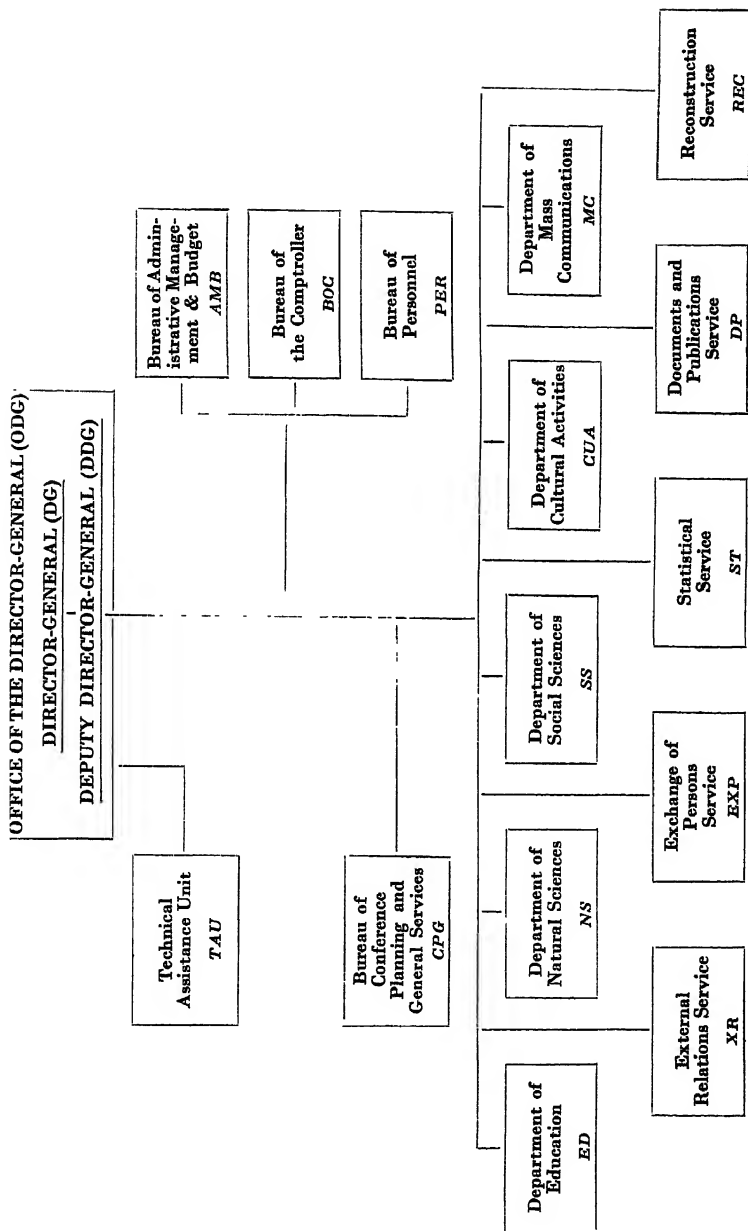 OFFICE OF THE DIRECTOR-GENERAL (ODG)
DIRECTOR-GENERAL (DG)
DEPUTY DIRECTOR-GENERAL (DDG)
Technical
Assistance Unit
TAU
Bureau of Admin-
istrative Manage-
ment & Budget
AMB
Bureau of
the Comptroller
BOC
Bureau of
Personnel
PER
Bureau of
Conference
Planning and
General Services
CPG
Department of
Education
ED
Department of
Natural Sciences
NS
Department of
Social Sciences
SS
Department of
Cultural Activities
CUA
Department of
Mass
Communications
MC
External
Relations Service
XR
Exchange of
Persons
Service
EXP
Statistical
Service
ST
Documents and
Publications
Service
DP
Reconstruction
Service
REC